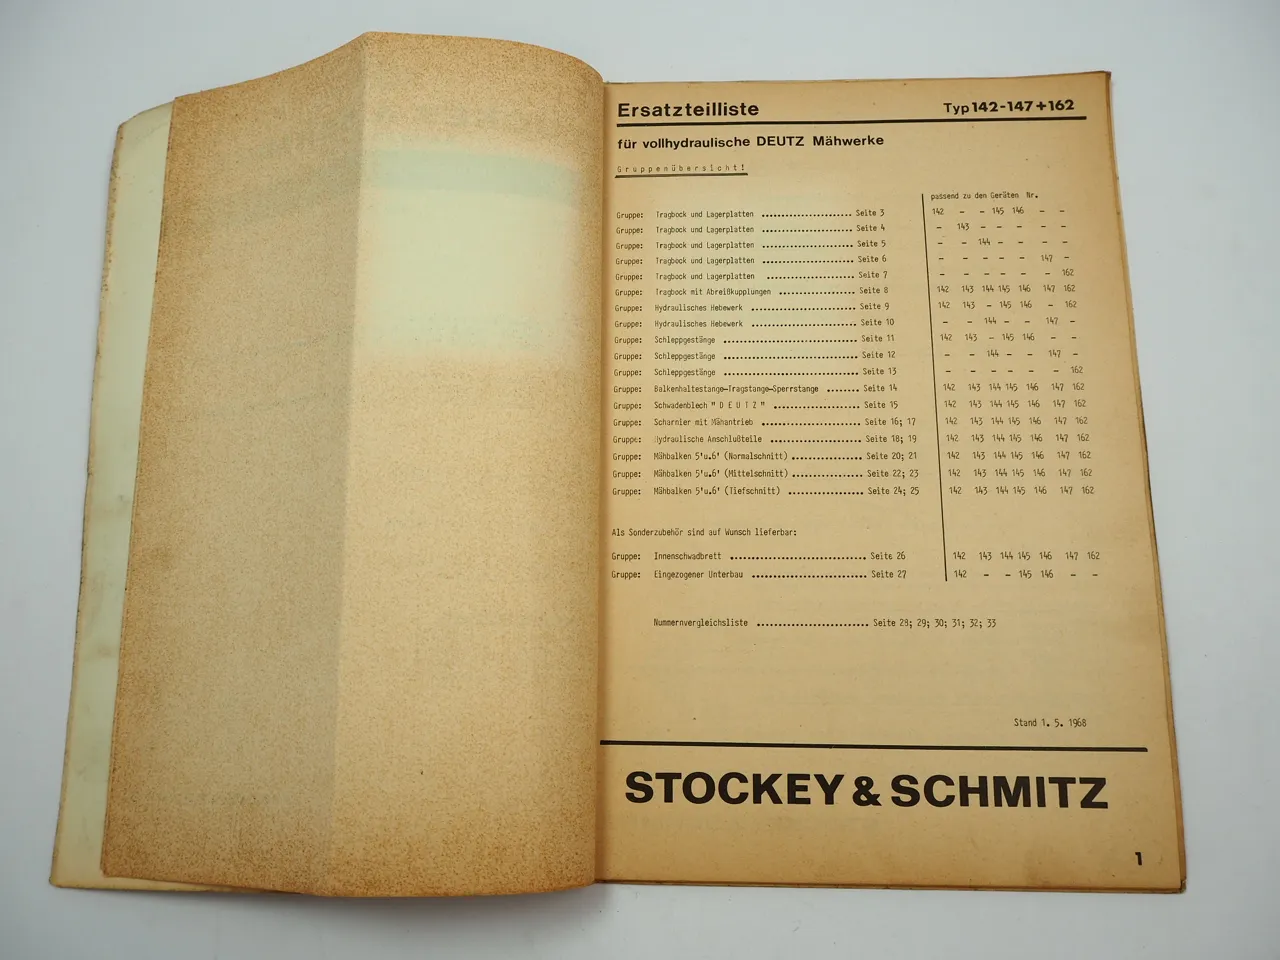 Ersatzteilliste Typ 142-147+162
für vollhydraulische DEUTZ Mähwerke
Gruppenübersicht!
passend zu den Geräten Nr.
Gruppe: Tragbock und Lagerplatten .................... Seite 3 142 - - 145 146 - -
Gruppe: Tragbock und Lagerplatten .................... Seite 4 - 143 - - - - -
Gruppe: Tragbock und Lagerplatten .................... Seite 5 - - 144 - - - -
Gruppe: Tragbock und Lagerplatten .................... Seite 6 - - - - - 147 -
Gruppe: Tragbock und Lagerplatten .................... Seite 7 - - - - - - 162
Gruppe: Tragbock mit Abreißkupplungen ................. Seite 8 142 143 144 145 146 147 162
Gruppe: Hydraulisches Hebewerk ....................... Seite 9 142 143 - 145 146 - 162
Gruppe: Hydraulisches Hebewerk ....................... Seite 10 - - 144 - - 147 -
Gruppe: Schleppgestänge .............................. Seite 11 142 143 - 145 146 - -
Gruppe: Schleppgestänge .............................. Seite 12 - - 144 - - 147 -
Gruppe: Schleppgestänge .............................. Seite 13 - - - - - - 162
Gruppe: Balkenhaltestange-Tragstange-Sperrstange ........ Seite 14 142 143 144 145 146 147 162
Gruppe: Schwadenblech " D E U T Z " .................... Seite 15 142 143 144 145 146 147 162
Gruppe: Scharnier mit Mähantrieb ...................... Seite 16; 17 142 143 144 145 146 147 162
Gruppe: Hydraulische Anschlußteile .................... Seite 18; 19 142 143 144 145 146 147 162
Gruppe: Mähbalken 5'u.6' (Normalschnitt) ................ Seite 20; 21 142 143 144 145 146 147 162
Gruppe: Mähbalken 5'u.6' (Mittelschnitt) ................ Seite 22; 23 142 143 144 145 146 147 162
Gruppe: Mähbalken 5'u.6' (Tiefschnitt) ................. Seite 24; 25 142 143 144 145 146 147 162
Als Sonderzubehör sind auf Wunsch lieferbar:
Gruppe: Innenschwadbrett ............................. Seite 26 142 143 144 145 146 147 162
Gruppe: Eingezogener Unterbau ........................ Seite 27 142 - - 145 146 - -
Nummernvergleichsliste ........................ Seite 28; 29; 30; 31; 32; 33
Stand 1. 5. 1968
STOCKEY & SCHMITZ
1